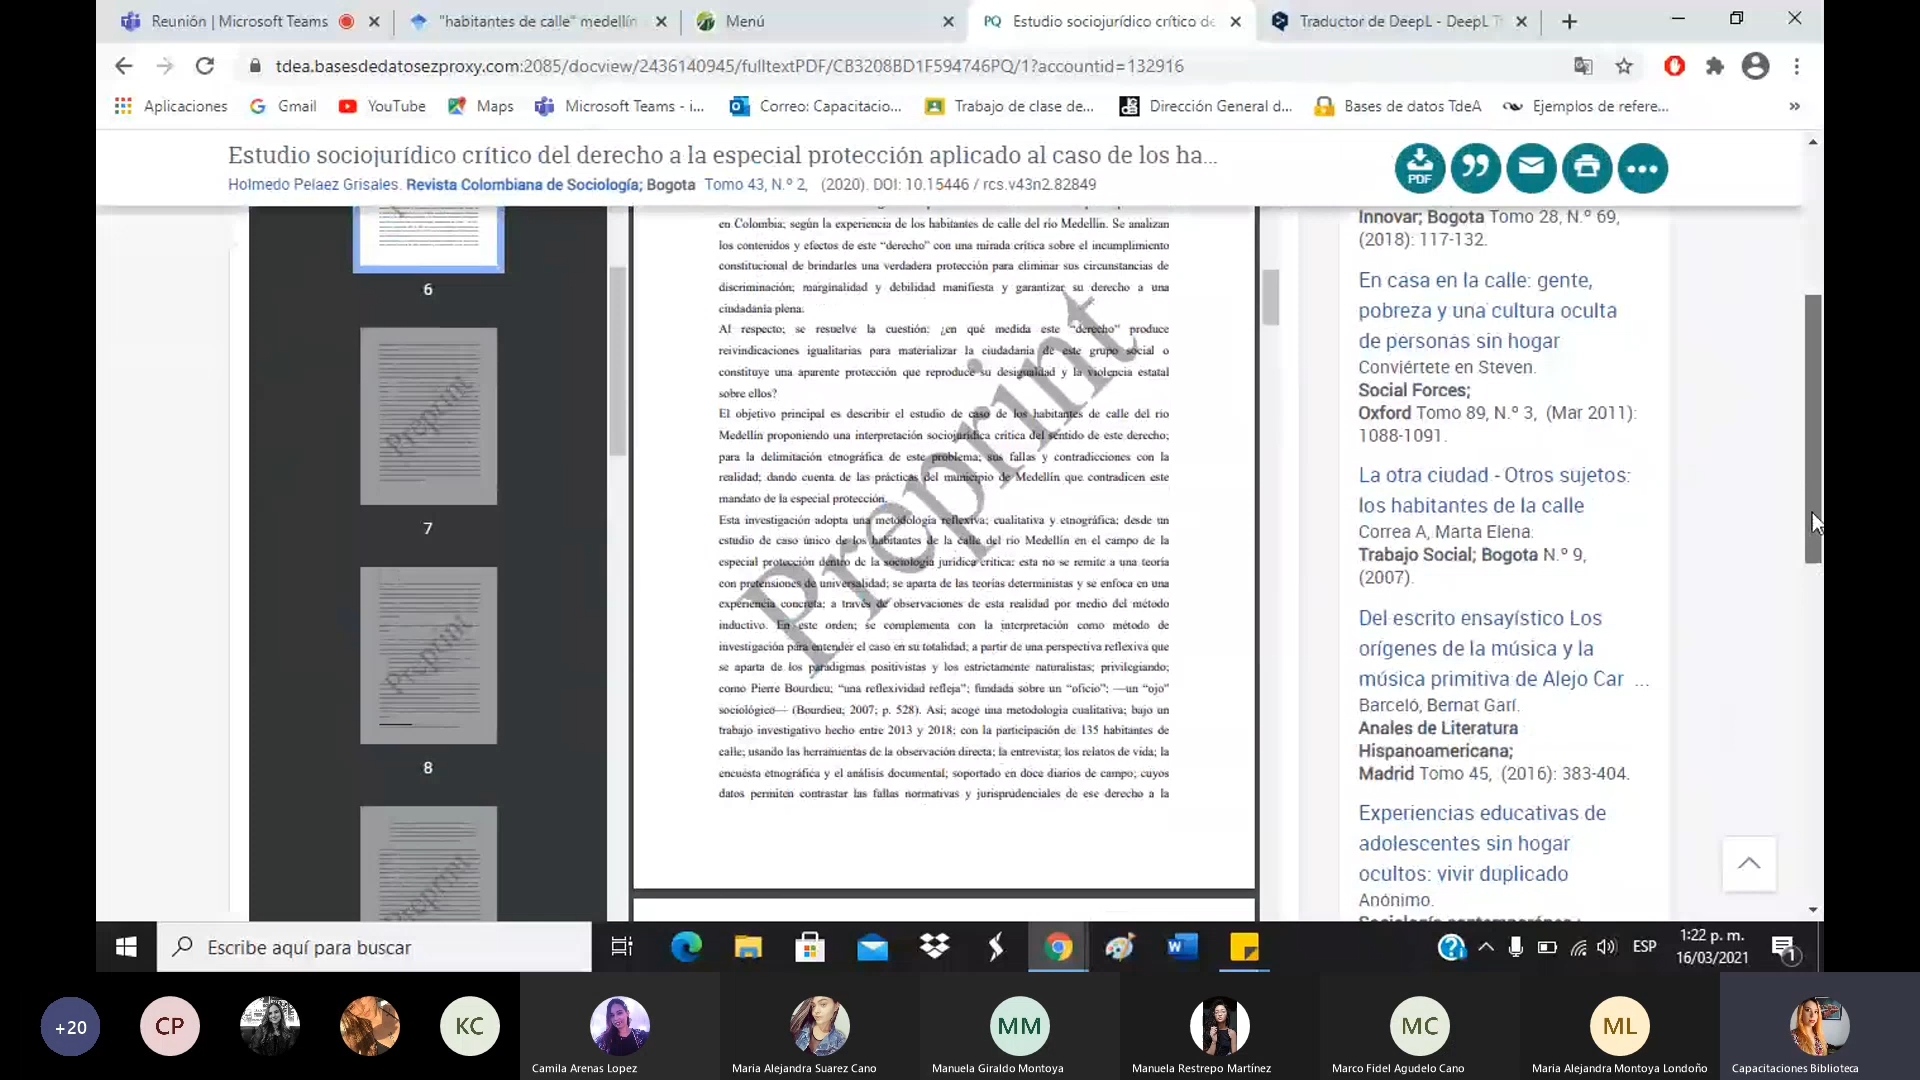 Reunión | Microsoft Teams
"habitantes de calle" medellín
Menú
PQ Estudio sociojurídico crítico de
Traductor de DeepL - DeepL T
tdea.basesdedatosezproxy.com:2085/docview/2436140945/fulltextPDF/CB3208BD1F594746PQ/1?accountid=132916
Aplicaciones
Gmail
YouTube
Maps
Microsoft Teams - i...
Correo: Capacitacio...
Trabajo de clase de...
Dirección General d...
Bases de datos TdeA
Ejemplos de refere...
»
Estudio sociojurídico crítico del derecho a la especial protección aplicado al caso de los ha...
Holmedo Pelaez Grisales. Revista Colombiana de Sociología; Bogota Tomo 43, N.º 2, (2020). DOI: 10.15446 / rcs.v43n2.82849
PDF
6
7
8
Preprint
Preprint
Preprint
en Colombia; según la experiencia de los habitantes de calle del río Medellín. Se analizan
los contenidos y efectos de este “derecho” con una mirada crítica sobre el incumplimiento
constitucional de brindarles una verdadera protección para eliminar sus circunstancias de
discriminación; marginalidad y debilidad manifiesta y garantizar su derecho a una
ciudadanía plena.
Al respecto; se resuelve la cuestión: ¿en qué medida este “derecho” produce
reivindicaciones igualitarias para materializar la ciudadanía de este grupo social o
constituye una aparente protección que reproduce su desigualdad y la violencia estatal
sobre ellos?
El objetivo principal es describir el estudio de caso de los habitantes de calle del río
Medellín proponiendo una interpretación sociojurídica crítica del sentido de este derecho;
para la delimitación etnográfica de este problema; sus fallas y contradicciones con la
realidad; dando cuenta de las prácticas del municipio de Medellín que contradicen este
mandato de la especial protección.
Esta investigación adopta una metodología reflexiva; cualitativa y etnográfica; desde un
estudio de caso único de los habitantes de la calle del río Medellín en el campo de la
especial protección dentro de la sociología jurídica crítica: esta no se remite a una teoría
con pretensiones de universalidad; se aparta de las teorías deterministas y se enfoca en una
experiencia concreta; a través de observaciones de esta realidad por medio del método
inductivo. En este orden; se complementa con la interpretación como método de
investigación para entender el caso en su totalidad; a partir de una perspectiva reflexiva que
se aparta de los paradigmas positivistas y los estrictamente naturalistas; privilegiando;
como Pierre Bourdieu; “una reflexividad refleja”; fundada sobre un “oficio”; —un “ojo”
sociológico— (Bourdieu; 2007; p. 528). Así; acoge una metodología cualitativa; bajo un
trabajo investigativo hecho entre 2013 y 2018; con la participación de 135 habitantes de
calle; usando las herramientas de la observación directa; la entrevista; los relatos de vida; la
encuesta etnográfica y el análisis documental; soportado en doce diarios de campo; cuyos
datos permiten contrastar las fallas normativas y jurisprudenciales de ese derecho a la
Preprint
Innovar; Bogota Tomo 28, N.º 69,
(2018): 117-132.
En casa en la calle: gente,
pobreza y una cultura oculta
de personas sin hogar
Conviértete en Steven.
Social Forces;
Oxford Tomo 89, N.º 3, (Mar 2011):
1088-1091.
La otra ciudad - Otros sujetos:
los habitantes de la calle
Correa A, Marta Elena.
Trabajo Social; Bogota N.º 9,
(2007).
Del escrito ensayístico Los
orígenes de la música y la
música primitiva de Alejo Car ...
Barceló, Bernat Garí.
Anales de Literatura
Hispanoamericana;
Madrid Tomo 45, (2016): 383-404.
Experiencias educativas de
adolescentes sin hogar
ocultos: vivir duplicado
Anónimo.
Escribe aquí para buscar
ESP
1:22 p. m.
16/03/2021
1
+20
CP
KC
MM
MC
ML
Camila Arenas Lopez
Maria Alejandra Suarez Cano
Manuela Giraldo Montoya
Manuela Restrepo Martínez
Marco Fidel Agudelo Cano
Maria Alejandra Montoya Londoño
Capacitaciones Biblioteca